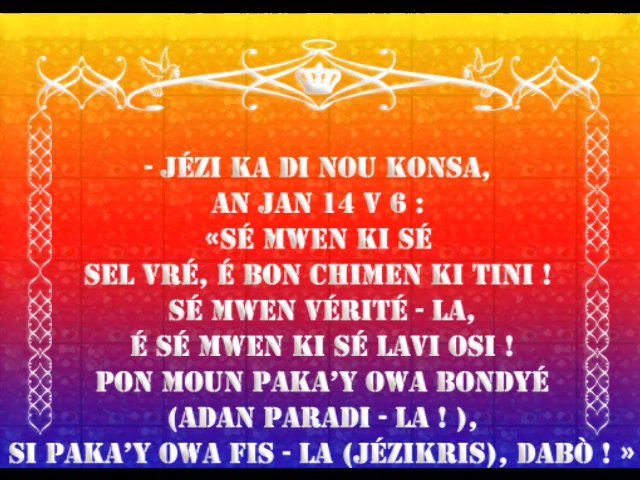 - JÉZI KA DI NOU KONSA,
AN JAN 14 V 6 :
«SÉ MWEN KI SÉ
SEL VRÉ, É BON CHIMEN KI TINI !
SÉ MWEN VÉRITÉ - LA,
É SÉ MWEN KI SÉ LAVI OSI !
PON MOUN PAKA'Y OWA BONDYÉ
(ADAN PARADI - LA ! ),
SI PAKA'Y OWA FIS - LA (JÉZIKRIS), DABÒ ! »